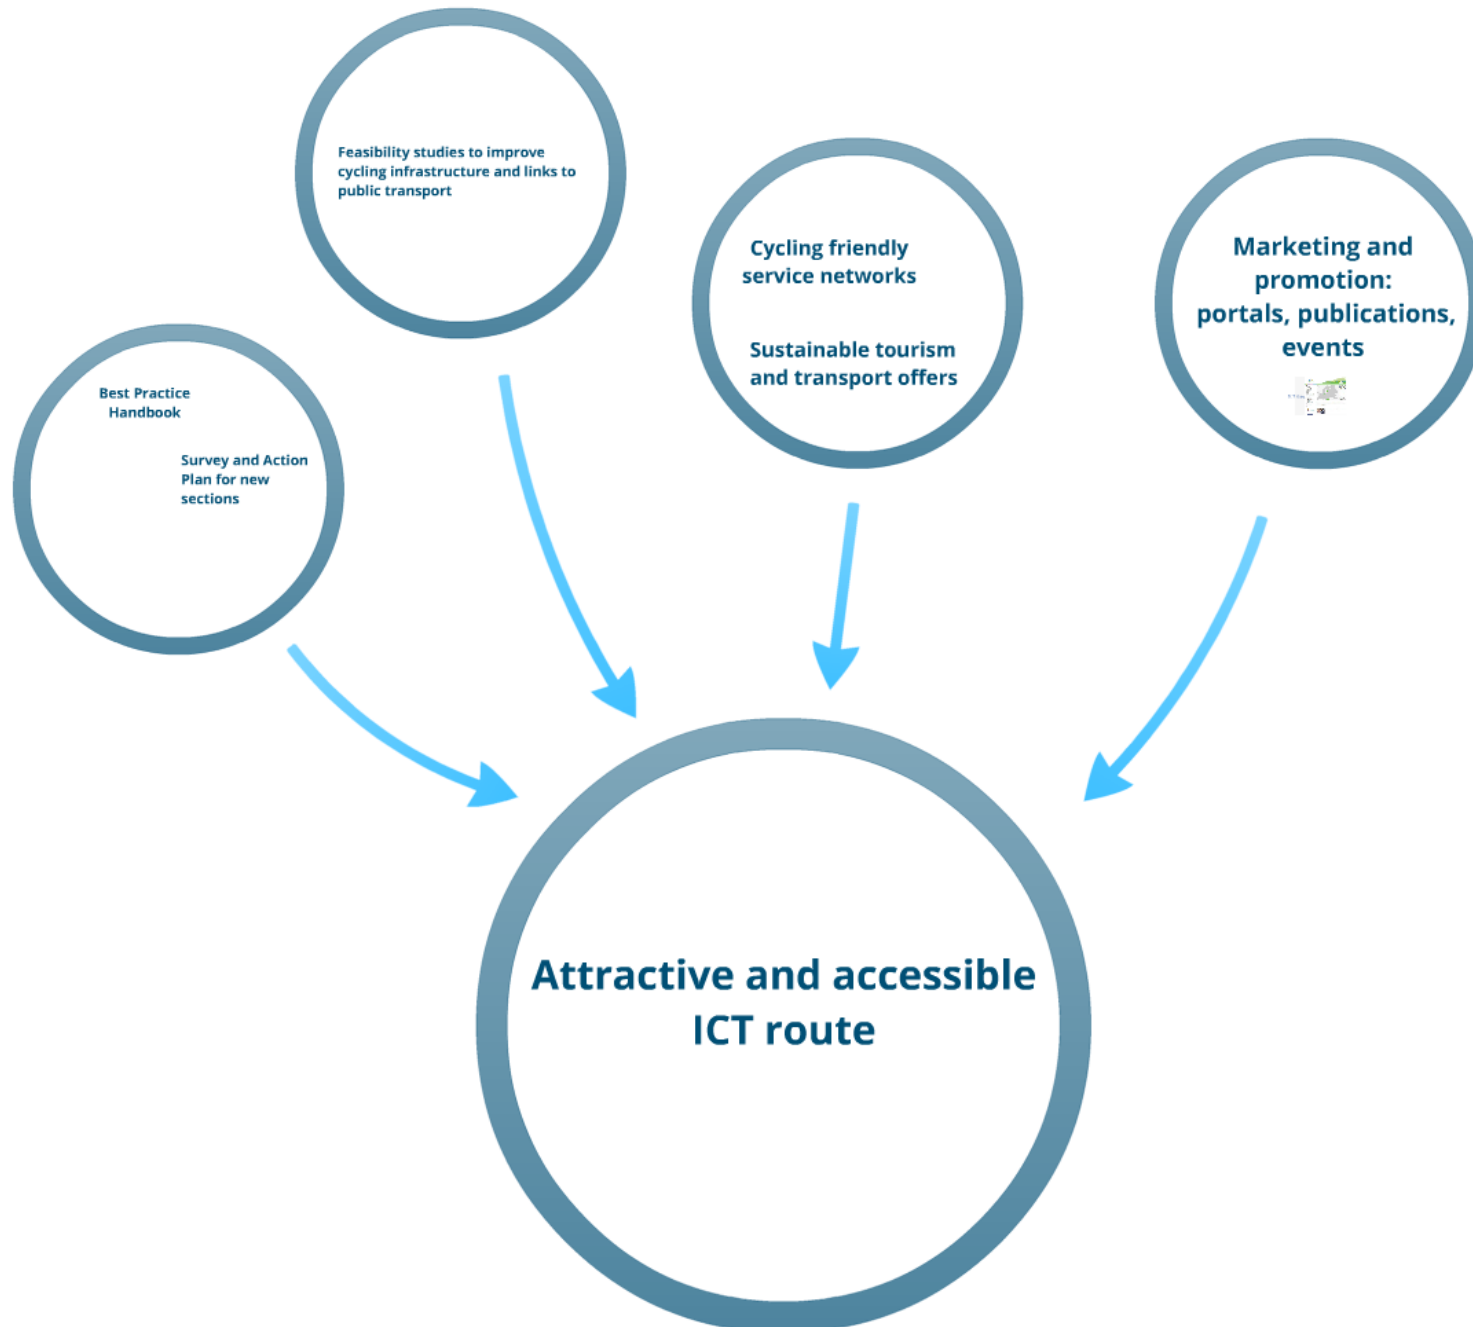 Feasibility studies to improve
cycling infrastructure and links to
public transport
Cycling friendly
service networks
Sustainable tourism
and transport offers
Marketing and
promotion:
portals, publications,
events
Best Practice
Handbook
Survey and Action
Plan for new
sections
Attractive and accessible
ICT route